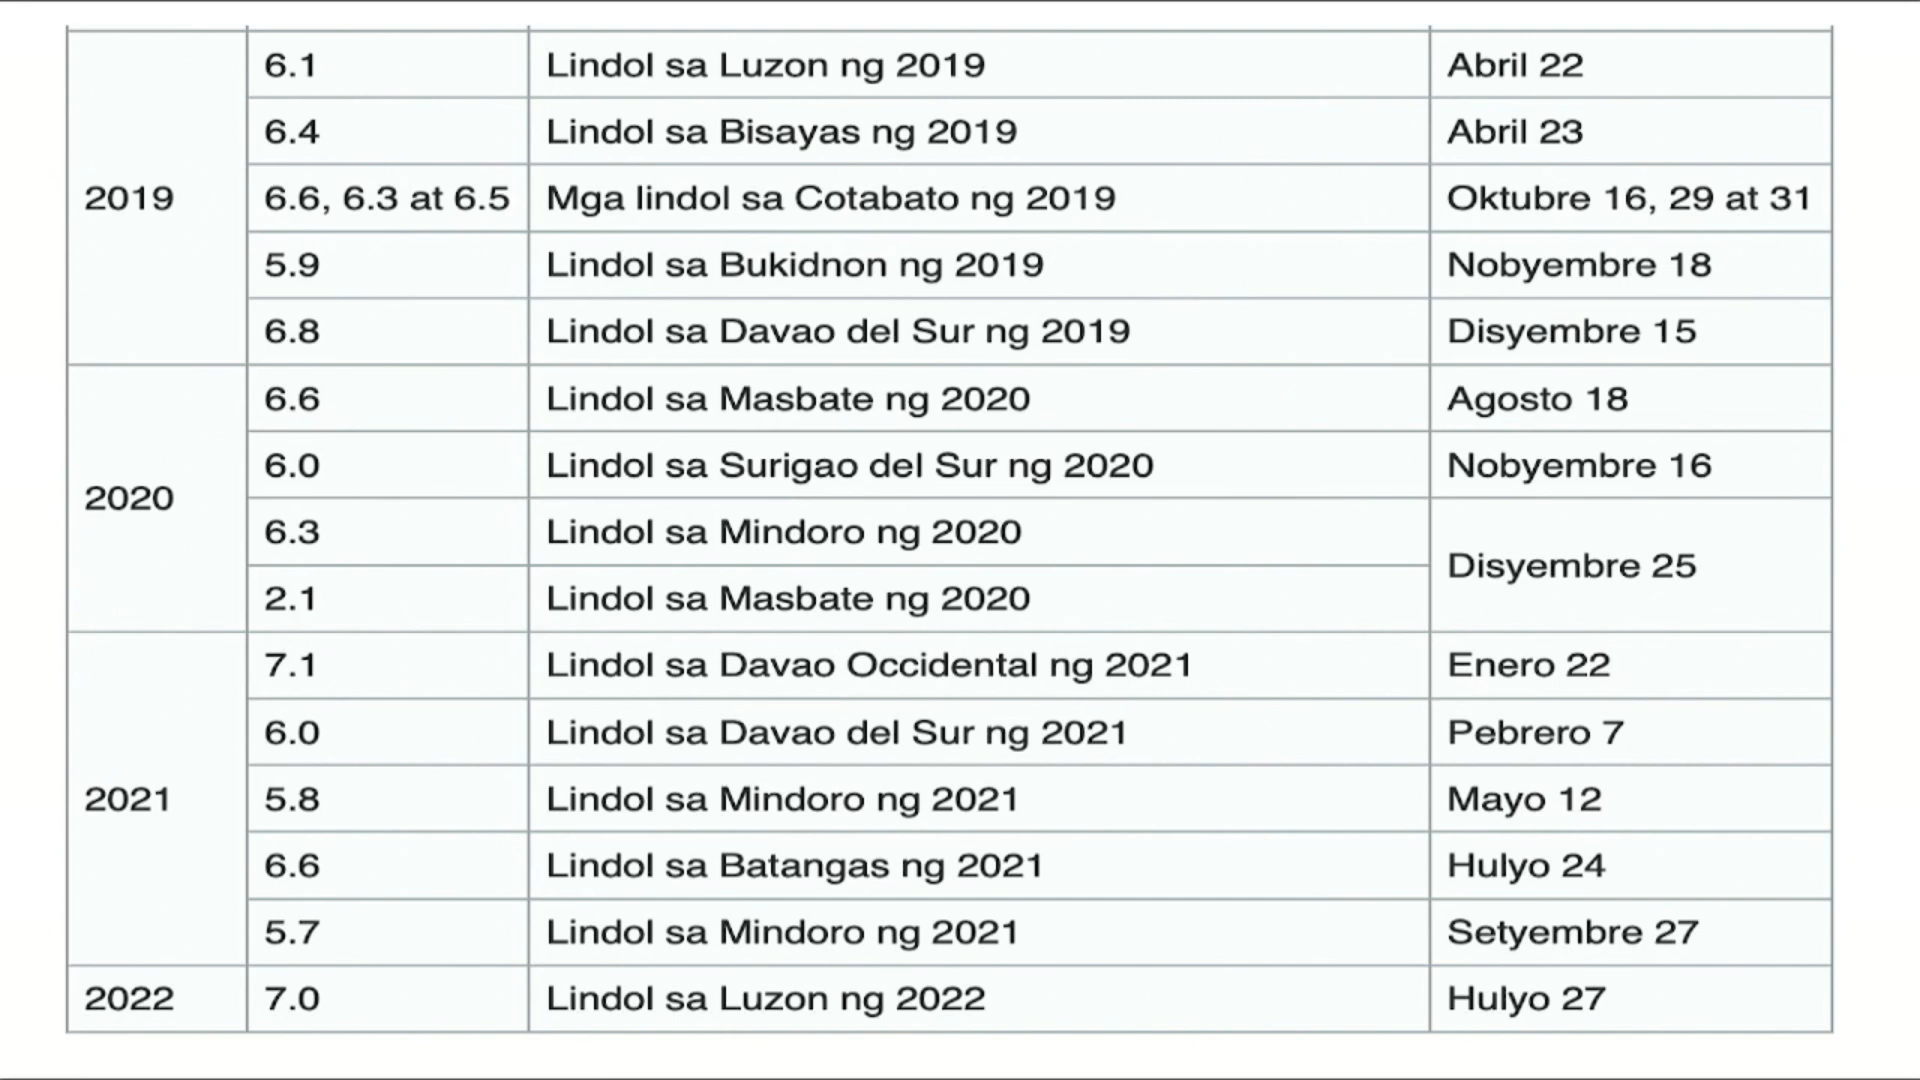 2019
6.1 Lindol sa Luzon ng 2019 Abril 22
6.4 Lindol sa Bisayas ng 2019 Abril 23
6.6, 6.3 at 6.5 Mga lindol sa Cotabato ng 2019 Oktubre 16, 29 at 31
5.9 Lindol sa Bukidnon ng 2019 Nobyembre 18
6.8 Lindol sa Davao del Sur ng 2019 Disyembre 15
2020
6.6 Lindol sa Masbate ng 2020 Agosto 18
6.0 Lindol sa Surigao del Sur ng 2020 Nobyembre 16
6.3 Lindol sa Mindoro ng 2020 Disyembre 25
2.1 Lindol sa Masbate ng 2020
2021
7.1 Lindol sa Davao Occidental ng 2021 Enero 22
6.0 Lindol sa Davao del Sur ng 2021 Pebrero 7
5.8 Lindol sa Mindoro ng 2021 Mayo 12
6.6 Lindol sa Batangas ng 2021 Hulyo 24
5.7 Lindol sa Mindoro ng 2021 Setyembre 27
2022 7.0 Lindol sa Luzon ng 2022 Hulyo 27